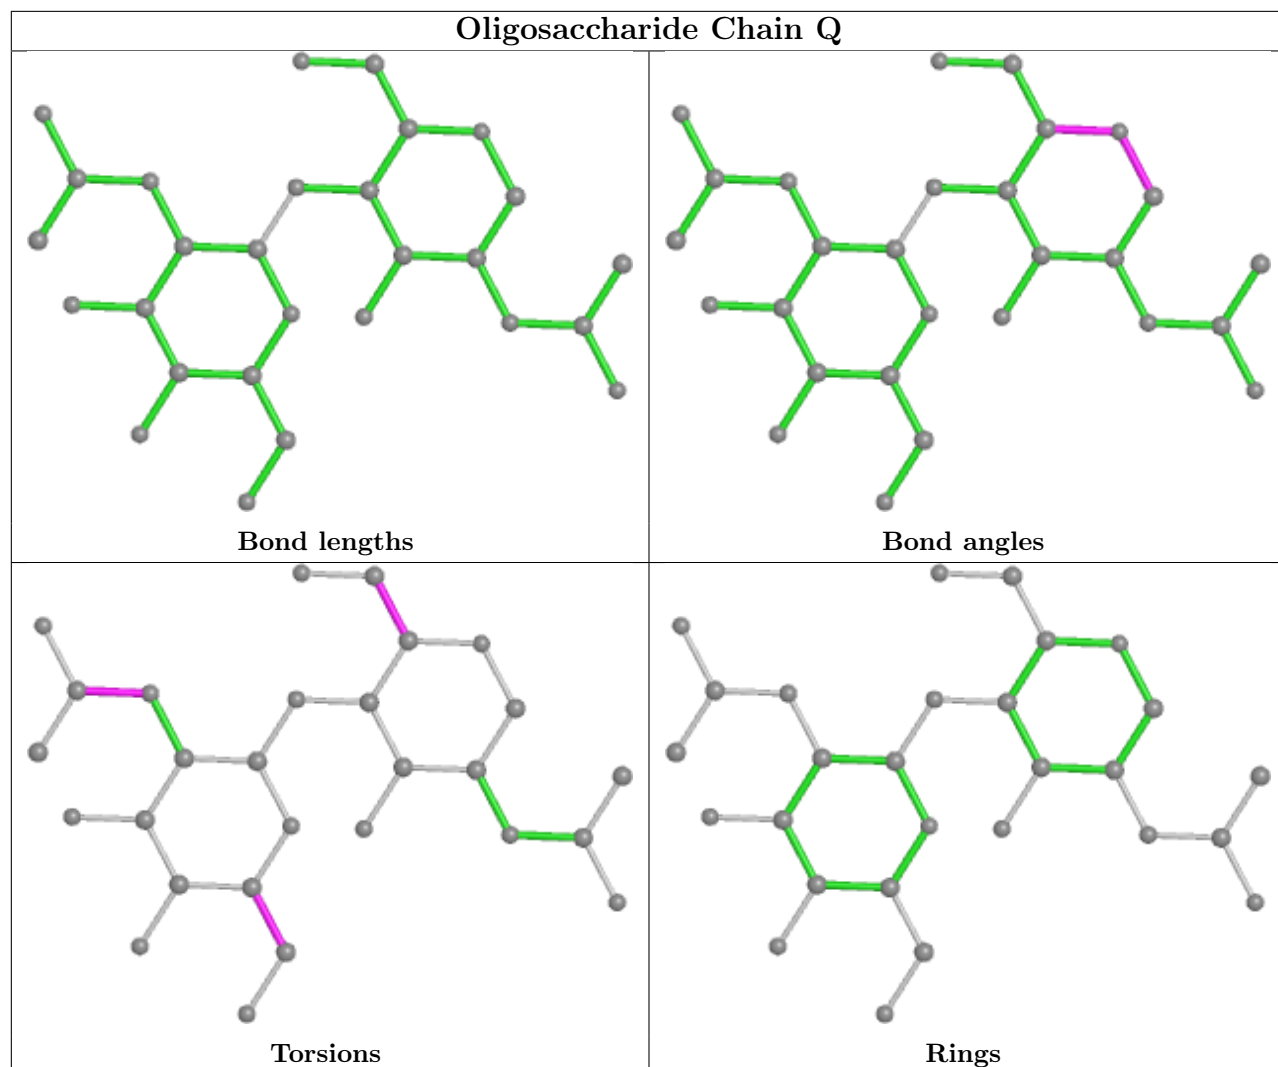 Oligosaccharide Chain Q
Bond lengths
Bond angles
Torsions
Rings